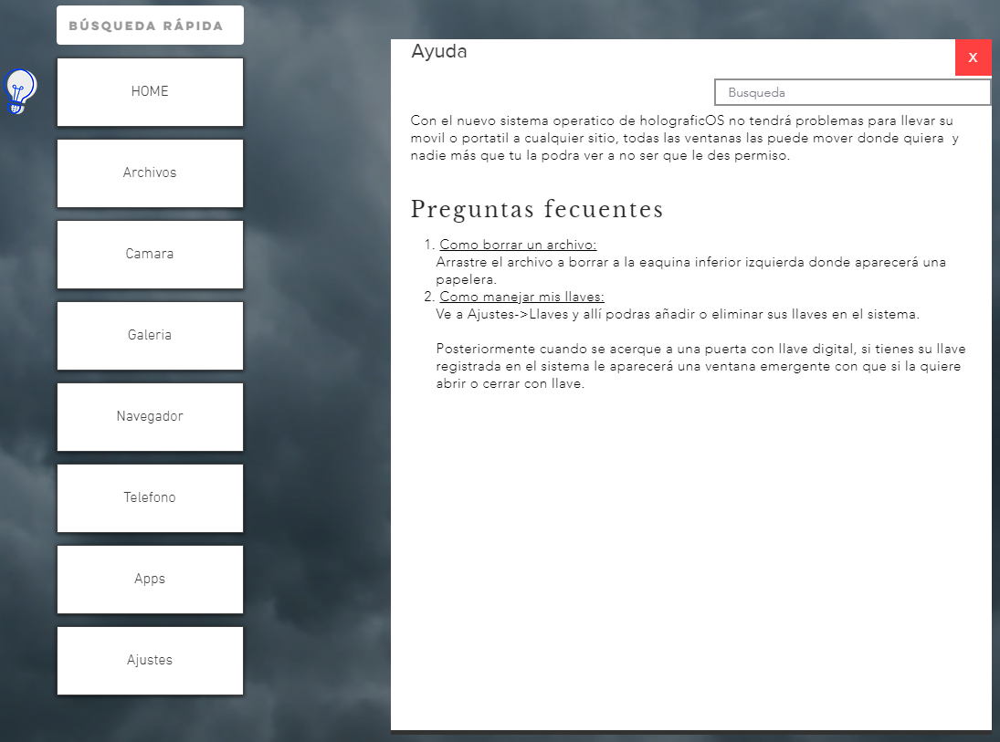 BÚSQUEDA RÁPIDA
HOME
Archivos
Camara
Galeria
Navegador
Telefono
Apps
Ajustes
Ayuda
X
Busqueda
Con el nuevo sistema operatico de holograficOS no tendrá problemas para llevar su
movil o portatil a cualquier sitio, todas las ventanas las puede mover donde quiera y
nadie más que tu la podra ver a no ser que le des permiso.
Preguntas fecuentes
1. Como borrar un archivo:
Arrastre el archivo a borrar a la eaquina inferior izquierda donde aparecerá una
papelera.
2. Como manejar mis llaves:
Ve a Ajustes->Llaves y allí podras añadir o eliminar sus llaves en el sistema.
Posteriormente cuando se acerque a una puerta con llave digital, si tienes su llave
registrada en el sistema le aparecerá una ventana emergente con que si la quiere
abrir o cerrar con llave.